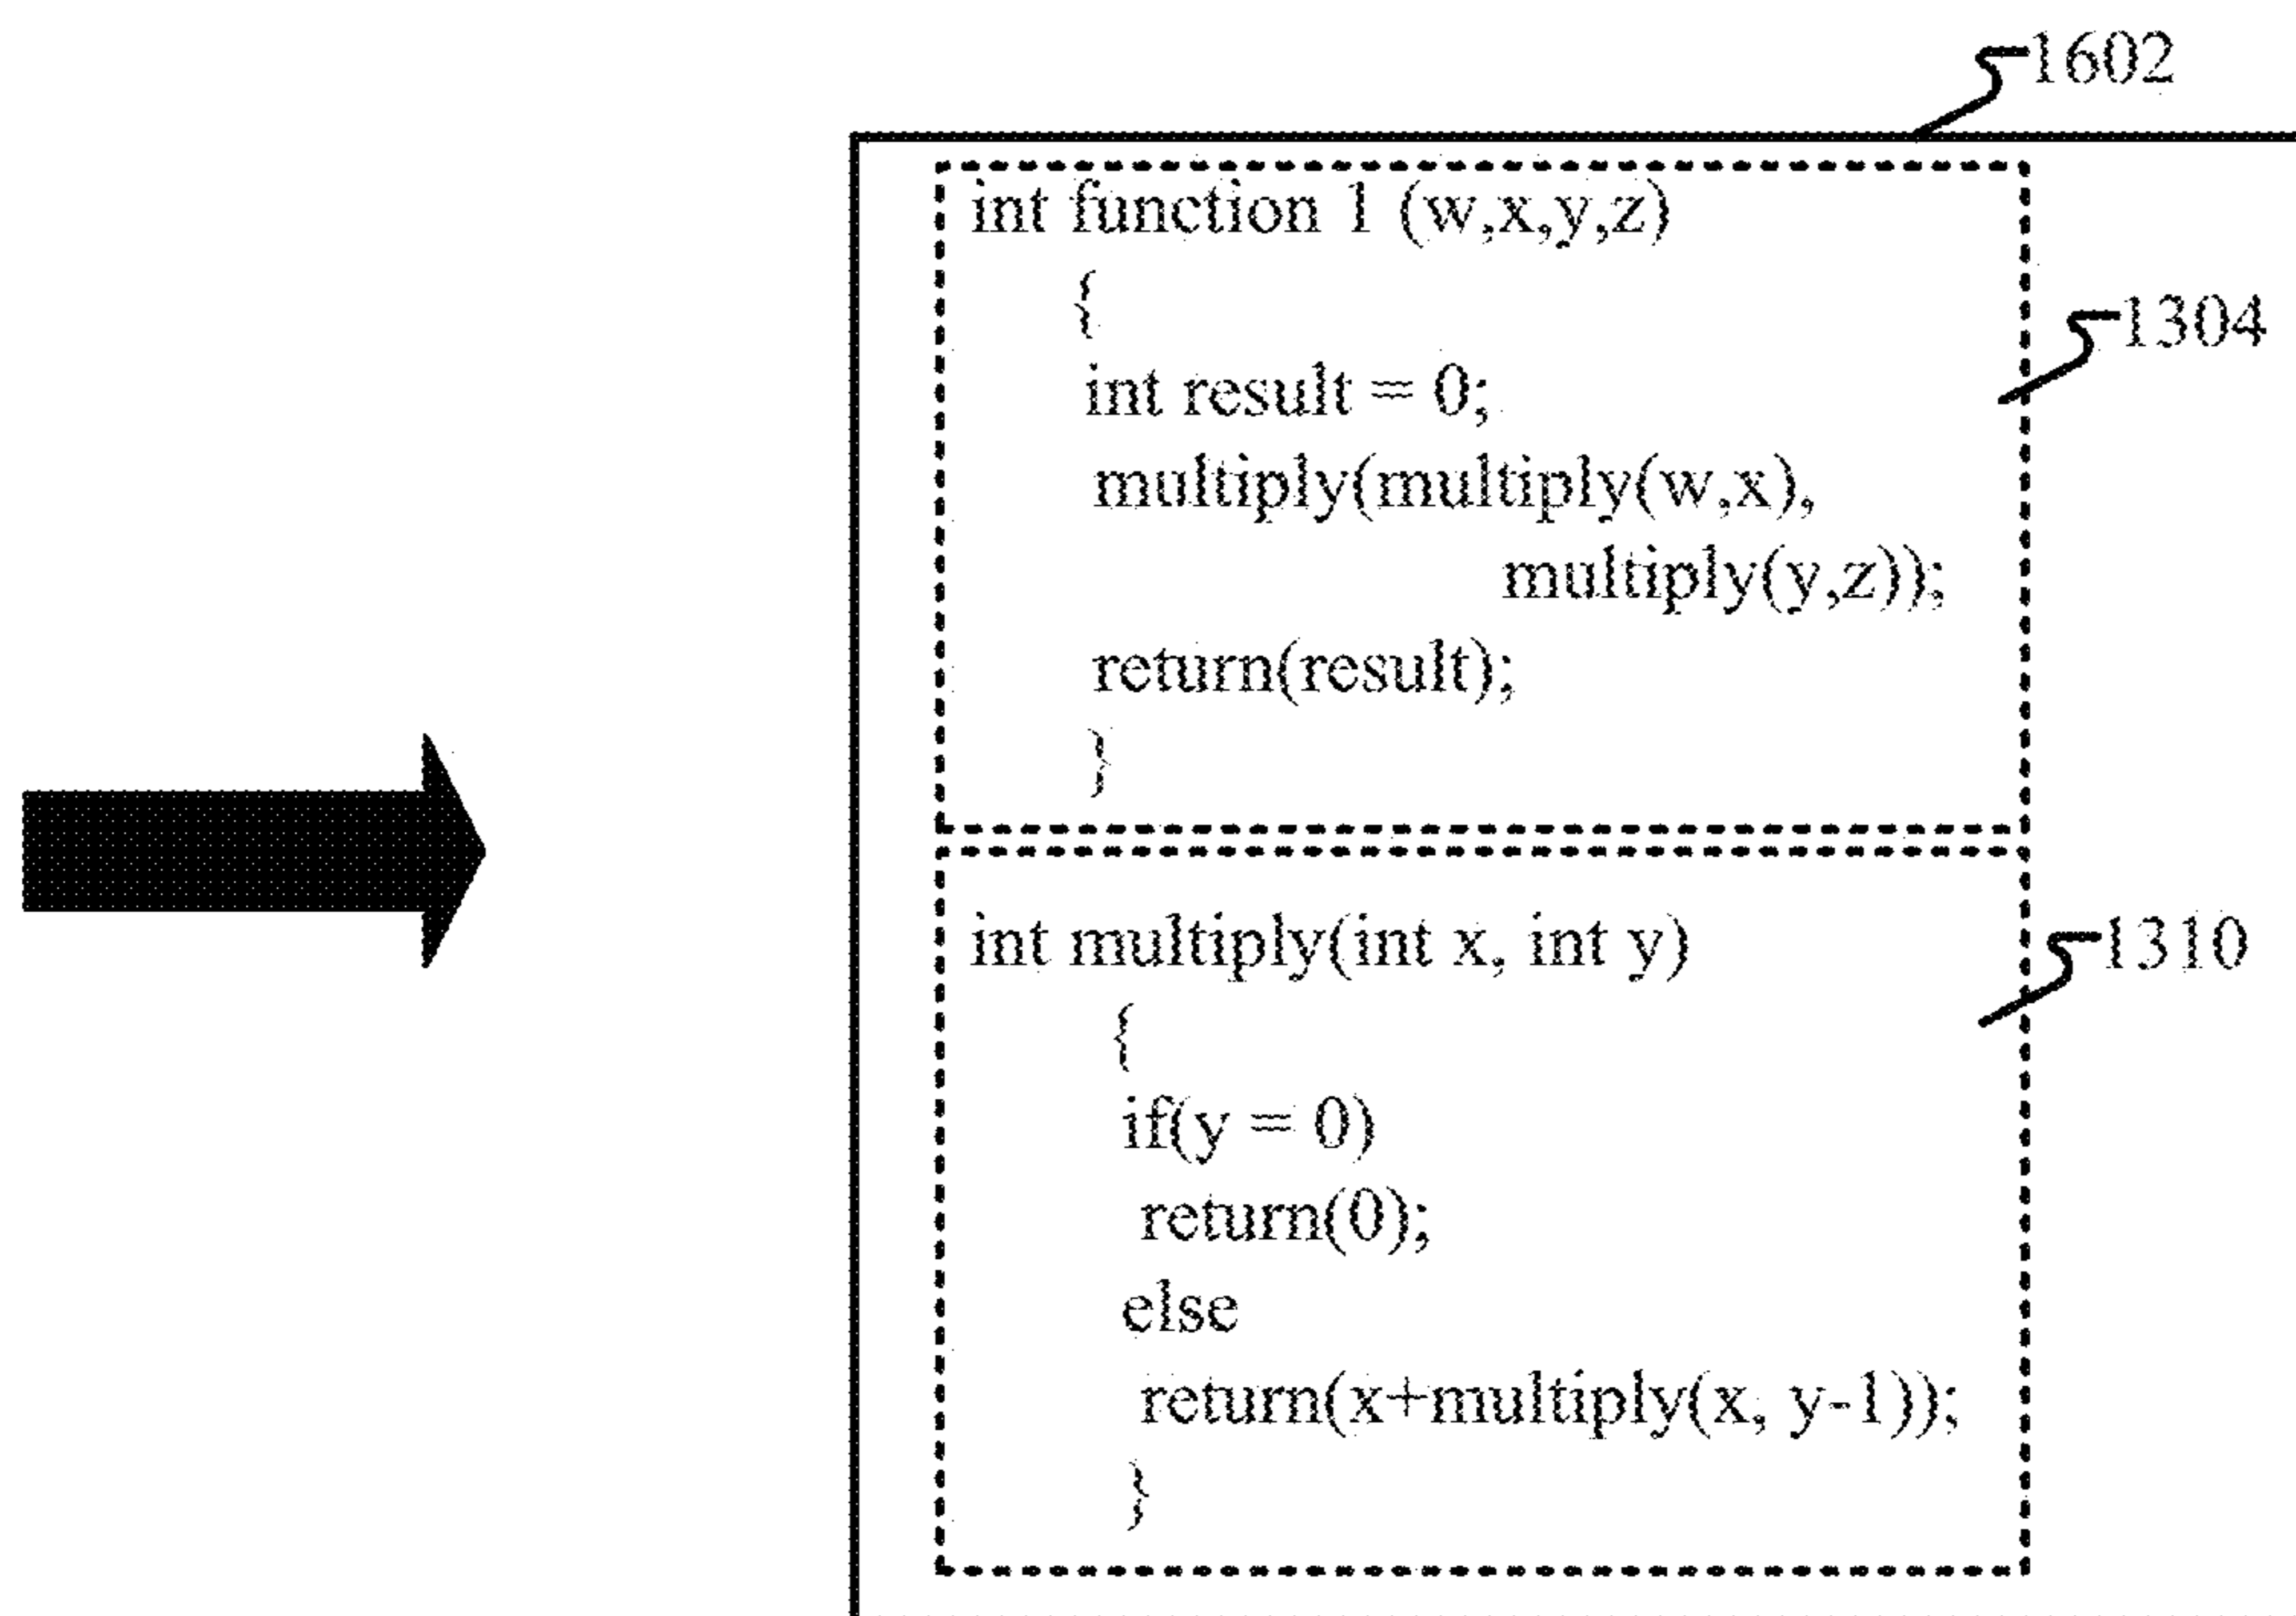 1602
int function 1 (w,x,y,z)
{
1304
int result = 0;
multiply(multiply(w,x),
multiply(y,z));
return(result);
}
int multiply(int x, int y)
1310
{
if(y = 0)
return(0);
else
return(x+multiply(x, y-1));
}